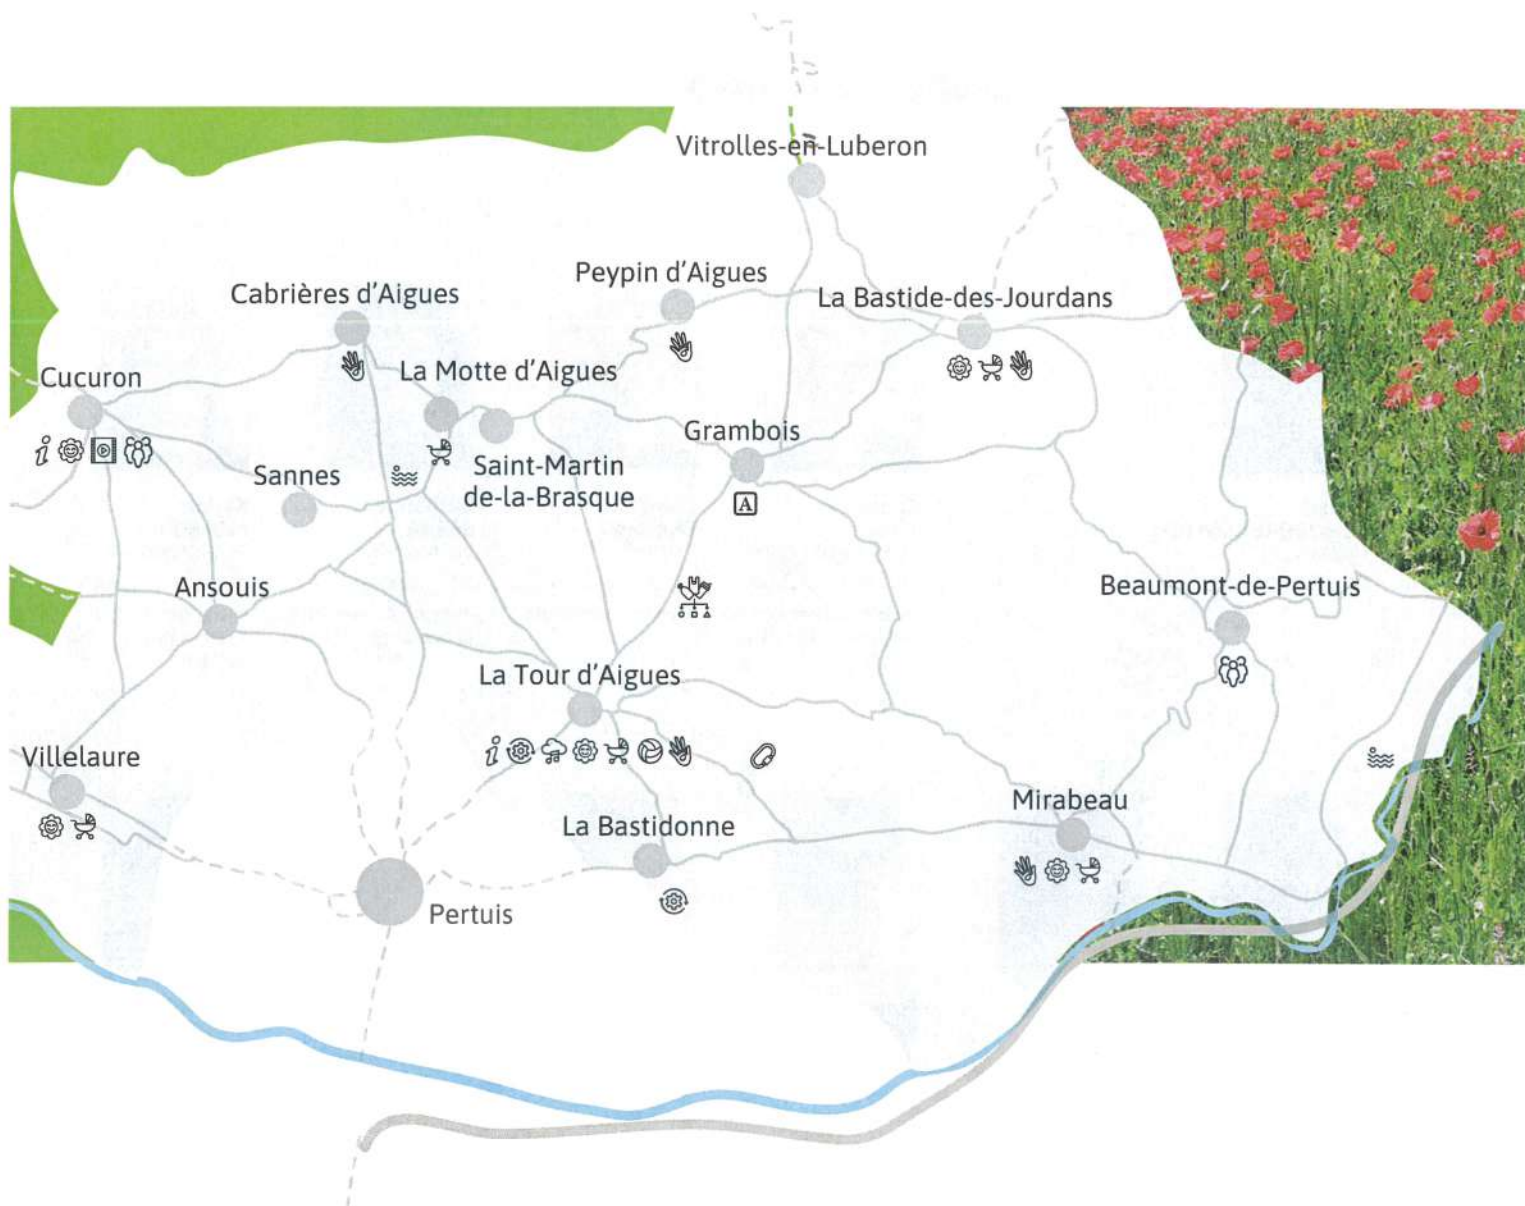 Vitrolles-en-Luberon
Peypin d'Aigues
Cabrières d'Aigues
La Bastide-des-Jourdans
Cucuron
La Motte d'Aigues
Grambois
Saint-Martin
de-la-Brasque
Sannes
A
Ansouis
Beaumont-de-Pertuis
La Tour d'Aigues
i
i
Villelaure
Mirabeau
La Bastidonne
Pertuis